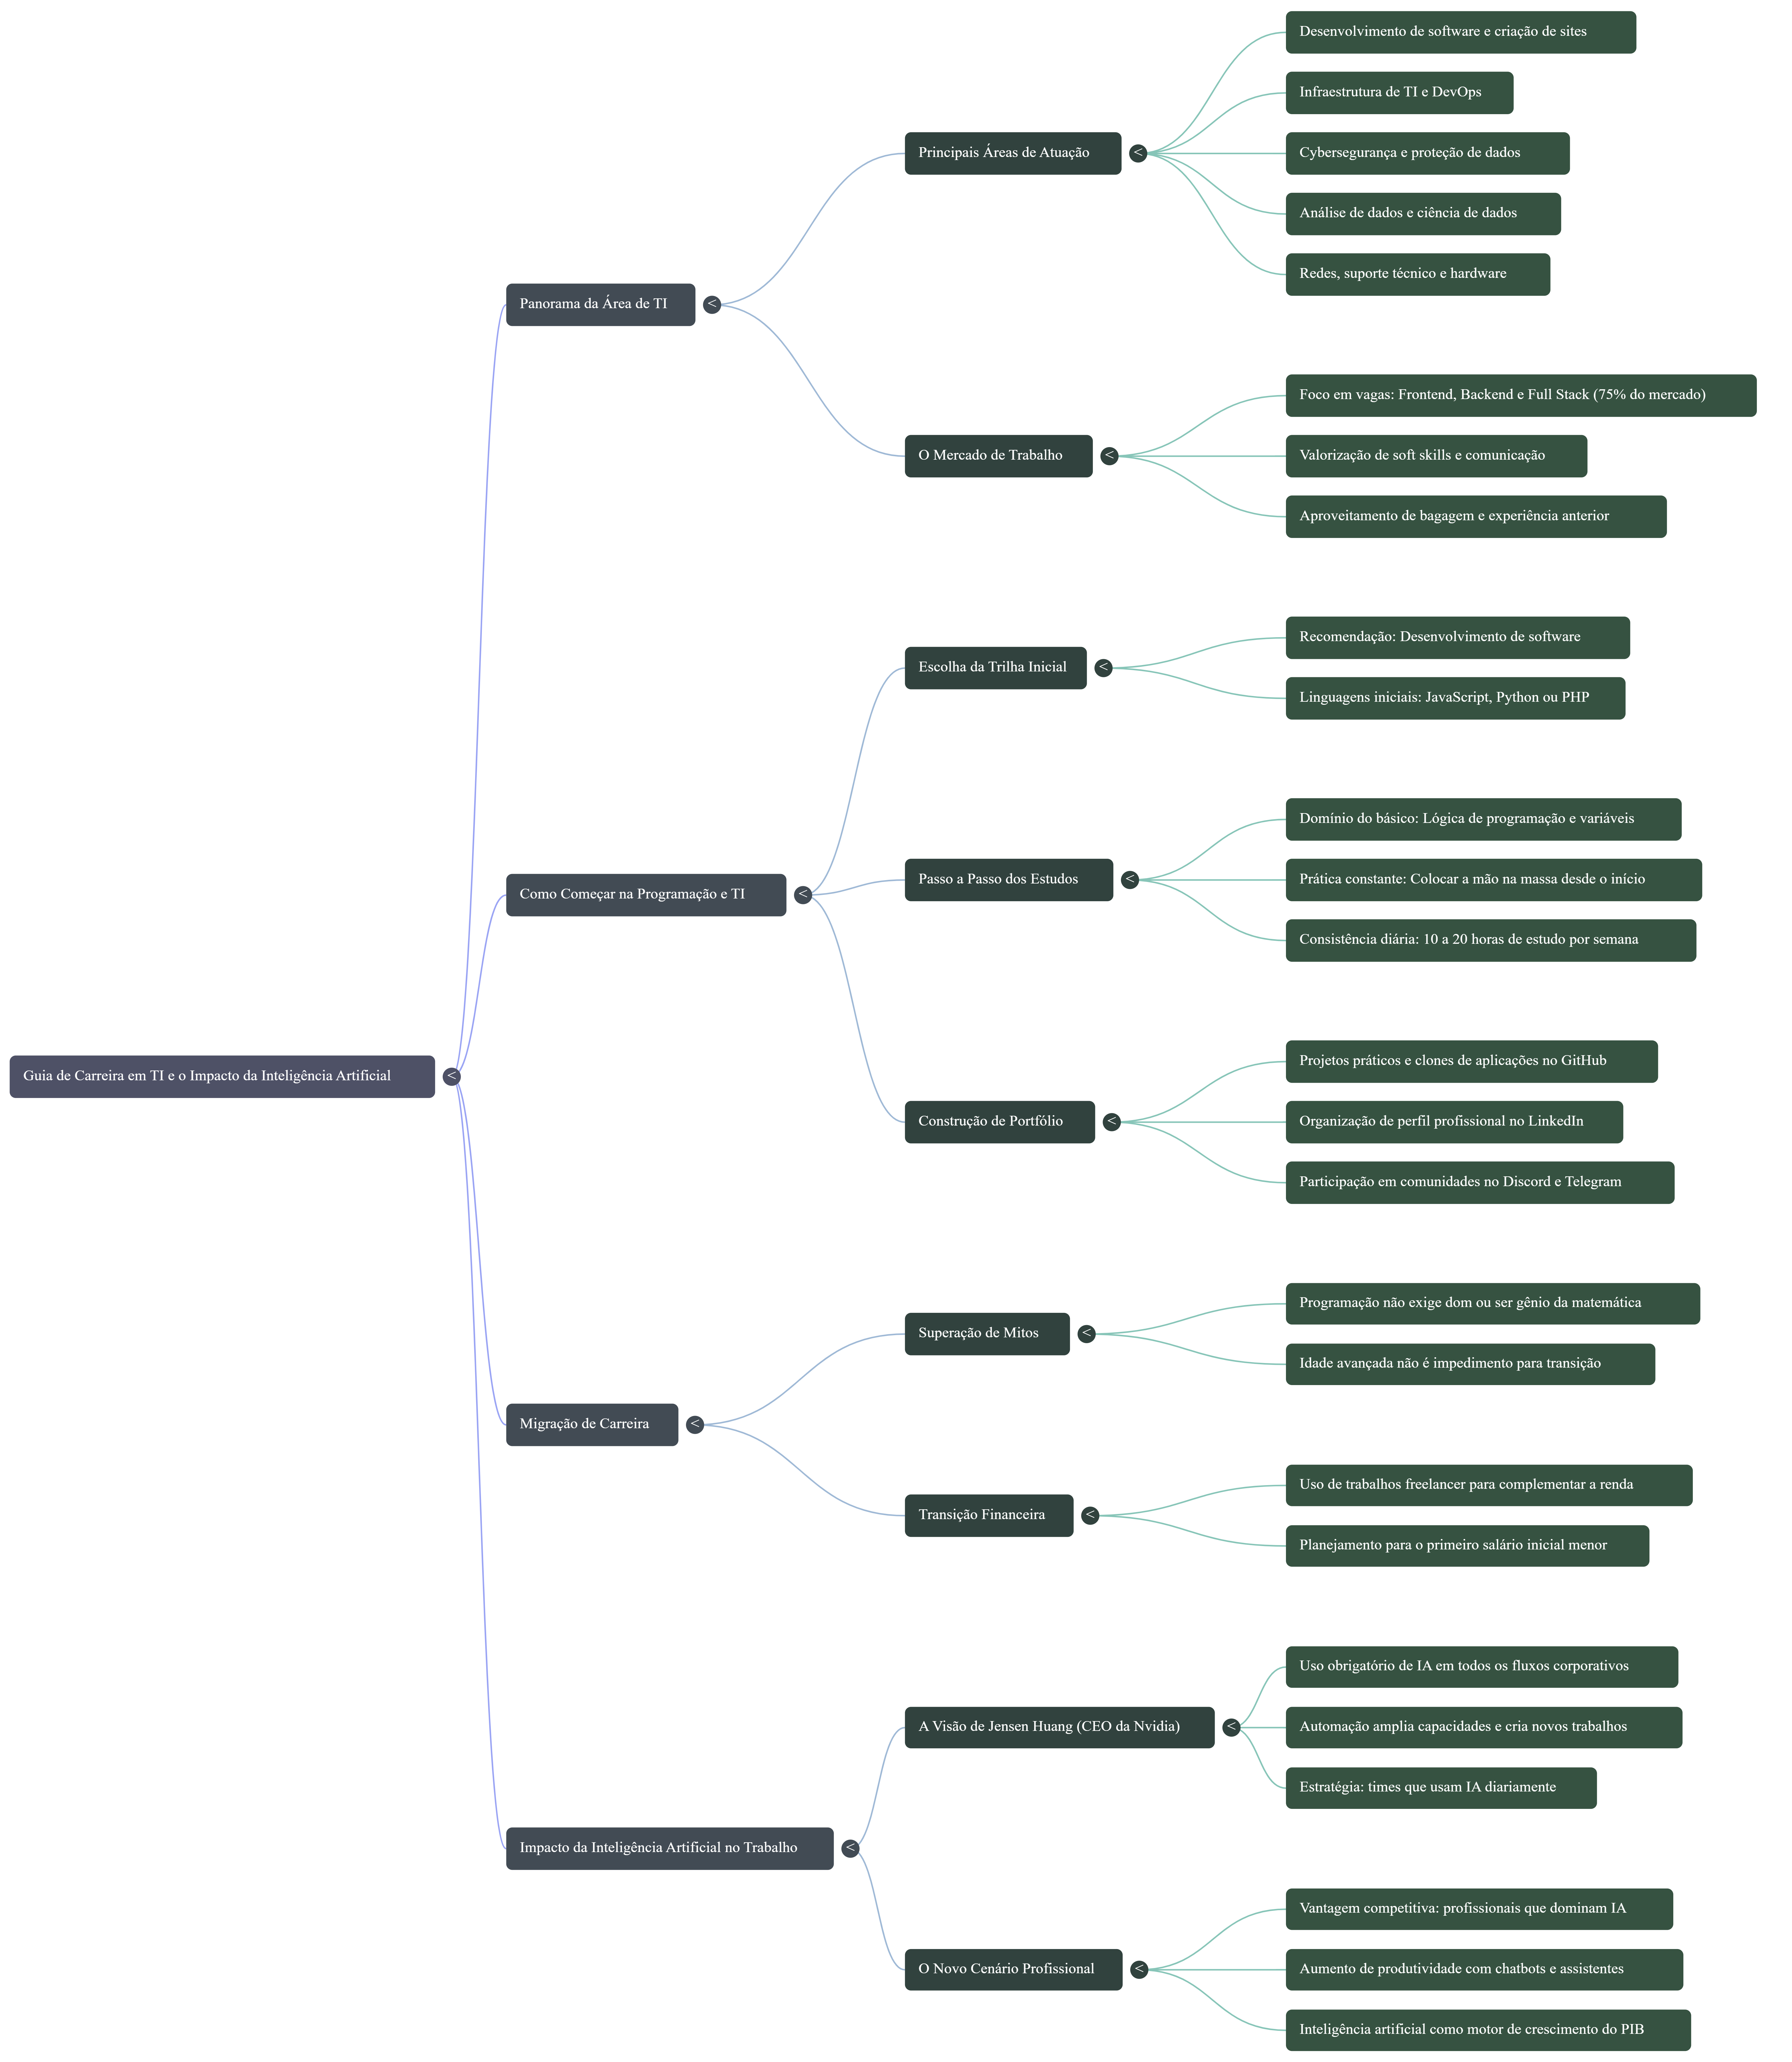 Guia de Carreira em TI e o Impacto da Inteligência Artificial
<
Panorama da Área de TI
<
Principais Áreas de Atuação
<
Desenvolvimento de software e criação de sites
Infraestrutura de TI e DevOps
Cybersegurança e proteção de dados
Análise de dados e ciência de dados
Redes, suporte técnico e hardware
O Mercado de Trabalho
<
Foco em vagas: Frontend, Backend e Full Stack (75% do mercado)
Valorização de soft skills e comunicação
Aproveitamento de bagagem e experiência anterior
Como Começar na Programação e TI
<
Escolha da Trilha Inicial
<
Recomendação: Desenvolvimento de software
Linguagens iniciais: JavaScript, Python ou PHP
Passo a Passo dos Estudos
<
Domínio do básico: Lógica de programação e variáveis
Prática constante: Colocar a mão na massa desde o início
Consistência diária: 10 a 20 horas de estudo por semana
Construção de Portfólio
<
Projetos práticos e clones de aplicações no GitHub
Organização de perfil profissional no LinkedIn
Participação em comunidades no Discord e Telegram
Migração de Carreira
<
Superação de Mitos
<
Programação não exige dom ou ser gênio da matemática
Idade avançada não é impedimento para transição
Transição Financeira
<
Uso de trabalhos freelancer para complementar a renda
Planejamento para o primeiro salário inicial menor
Impacto da Inteligência Artificial no Trabalho
<
A Visão de Jensen Huang (CEO da Nvidia)
<
Uso obrigatório de IA em todos os fluxos corporativos
Automação amplia capacidades e cria novos trabalhos
Estratégia: times que usam IA diariamente
O Novo Cenário Profissional
<
Vantagem competitiva: profissionais que dominam IA
Aumento de produtividade com chatbots e assistentes
Inteligência artificial como motor de crescimento do PIB